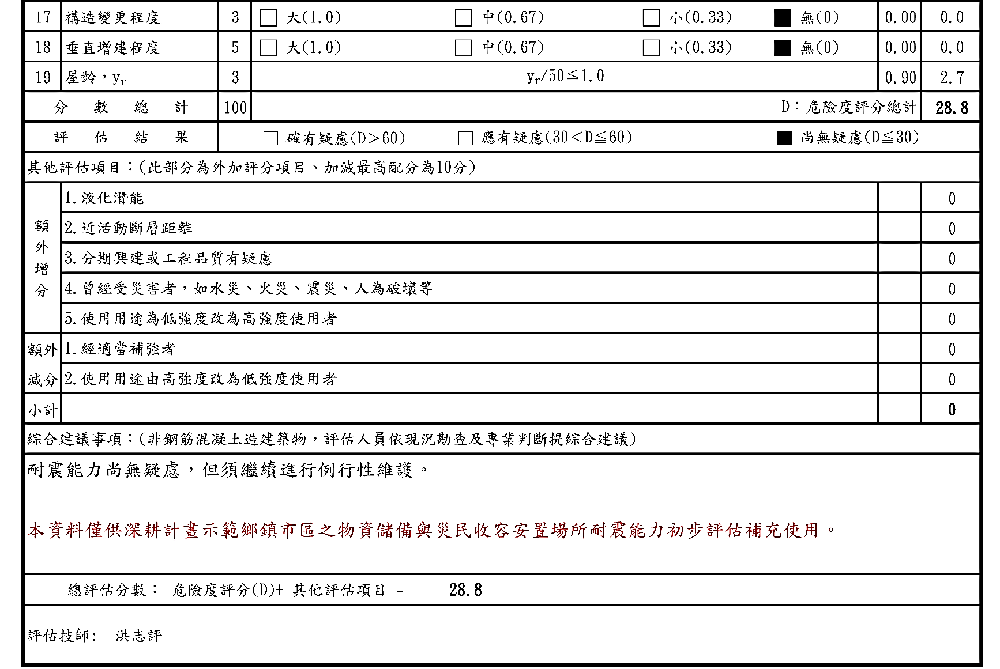 17 構造變更程度 3 □ 大(1.0) □ 中(0.67) □ 小(0.33) ■ 無(0) 0.00 0.0
18 垂直增建程度 5 □ 大(1.0) □ 中(0.67) □ 小(0.33) ■ 無(0) 0.00 0.0
19 屋齡，yr 3 yr/50≦1.0 0.90 2.7
分數總計 100 D：危險度評分總計 28.8
評估結果 □ 確有疑慮(D＞60) □ 應有疑慮(30＜D≦60) ■ 尚無疑慮(D≦30)
其他評估項目：(此部分為外加評分項目、加減最高配分為10分)
額外增分
1.液化潛能 0
2.近活動斷層距離 0
3.分期興建或工程品質有疑慮 0
4.曾經受災害者，如水災、火災、震災、人為破壞等 0
5.使用用途為低強度改為高強度使用者 0
額外減分
1.經適當補強者 0
2.使用用途由高強度改為低強度使用者 0
小計 0
綜合建議事項：(非鋼筋混凝土造建築物，評估人員依現況勘查及專業判斷提綜合建議)
耐震能力尚無疑慮，但須繼續進行例行性維護。
本資料僅供深耕計畫示範鄉鎮市區之物資儲備與災民收容安置場所耐震能力初步評估補充使用。
總評估分數： 危險度評分(D)+ 其他評估項目 = 28.8
評估技師: 洪志評